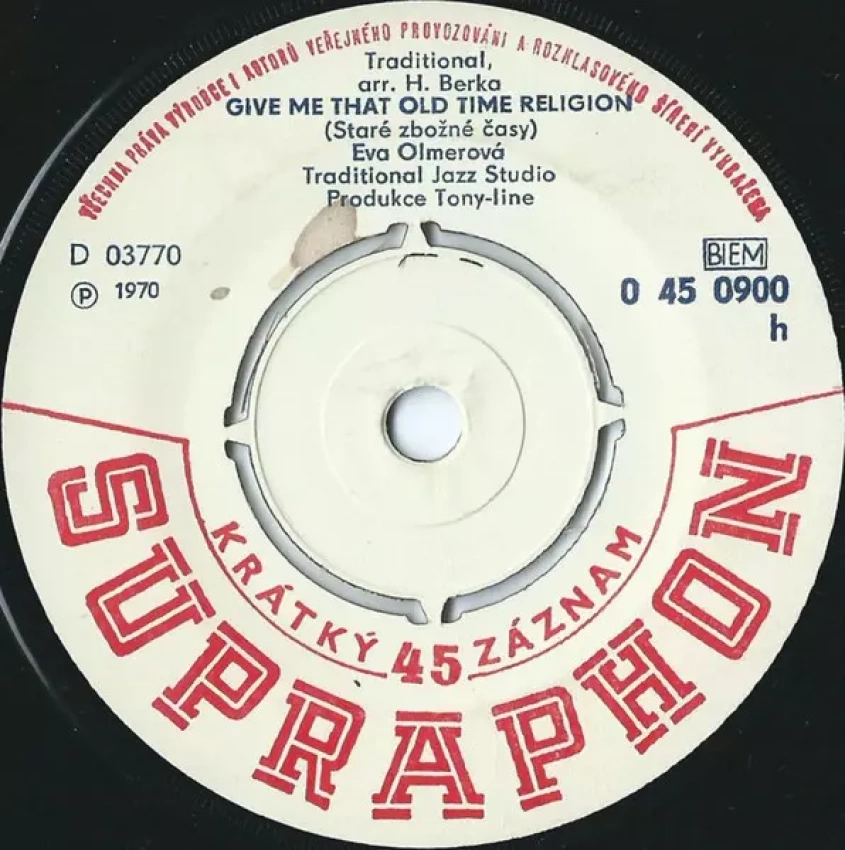 VŠECHNA PRÁVA VÝROBCE I AUTORŮ VEŘEJNÉHO PROVOZOVÁNÍ A ROZHLASOVÉHO ŠÍŘENÍ VYHRAŽENA
Traditional,
arr. H. Berka
GIVE ME THAT OLD TIME RELIGION
(Staré zbožné časy)
Eva Olmerová
Traditional Jazz Studio
Produkce Tony-line
D 03770
Ⓟ 1970
BIEM
0 45 0900
h
KRÁTKÝ 45 ZÁZNAM
SUPRAPHON